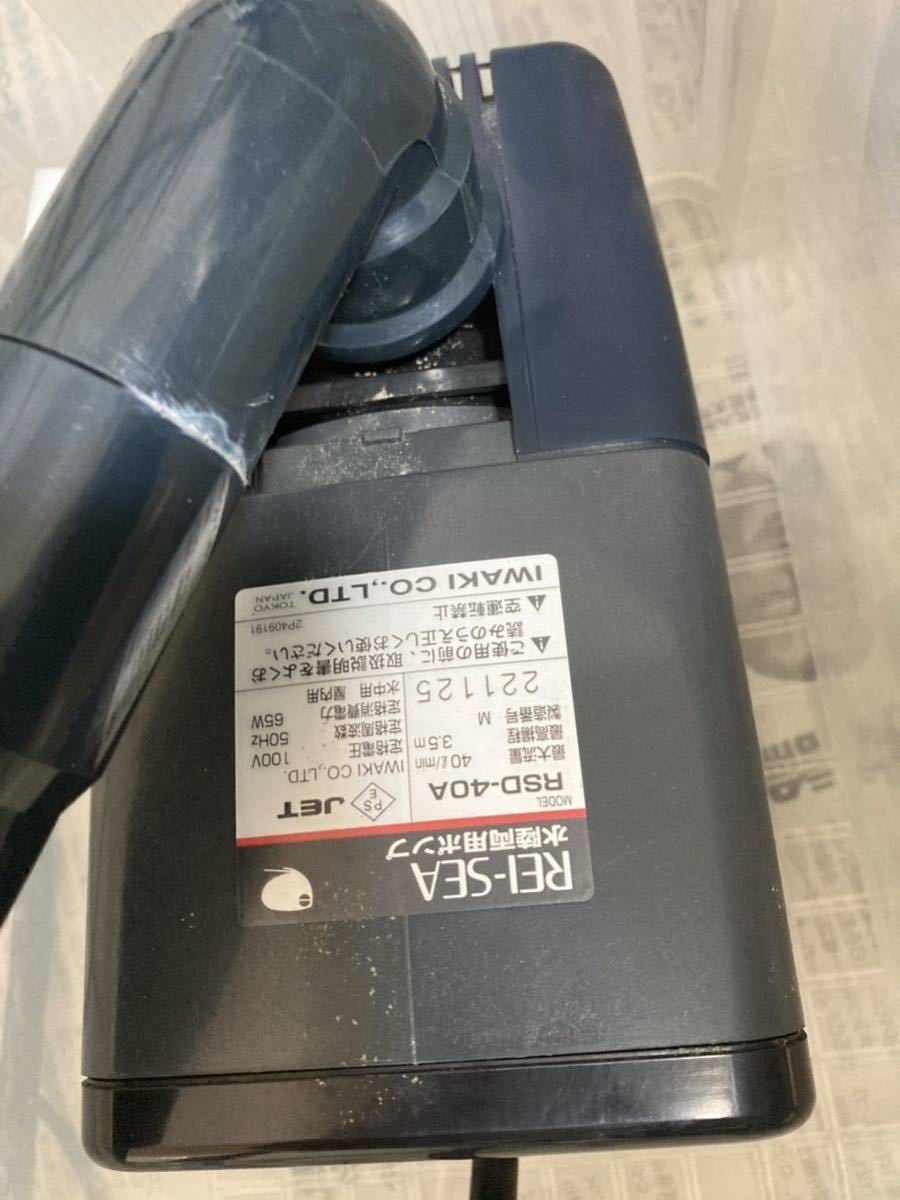 REI-SEA
水陸両用ポンプ
MODEL
RSD-40A
最大流量 40ℓ/min
最高揚程 3.5m
製造番号 M
221125
PS
E
JET
IWAKI CO.,LTD.
定格電圧 100V
定格周波数 50Hz
定格消費電力 65W
水中用 屋内用
⚠ご使用の前に、取扱説明書をよくお
読みのうえ正しくお使いください。
⚠空運転禁止 2P409191
IWAKI CO.,LTD. TOKYO
JAPAN